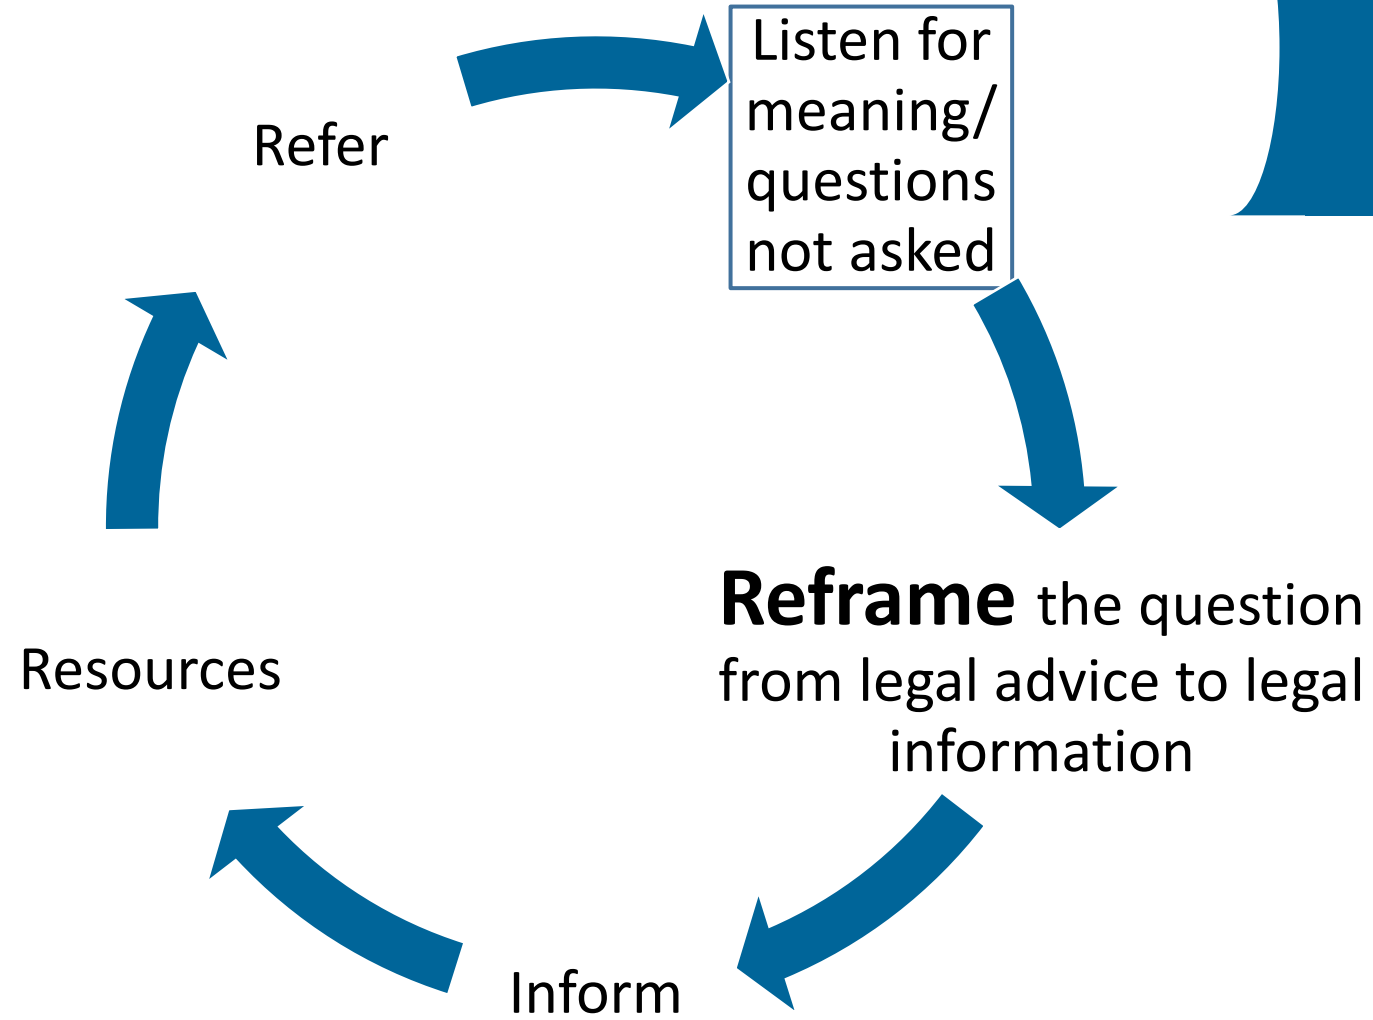 Listen for
meaning/
questions
not asked
Reframe the question
from legal advice to legal
information
Inform
Resources
Refer